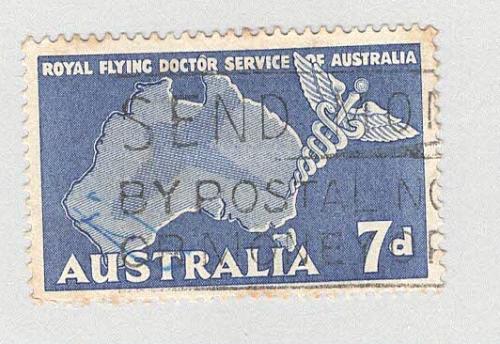 ROYAL FLYING DOCTOR SERVICE OF AUSTRALIA
SEND
BY POSTAL
AUSTRALIA 7d